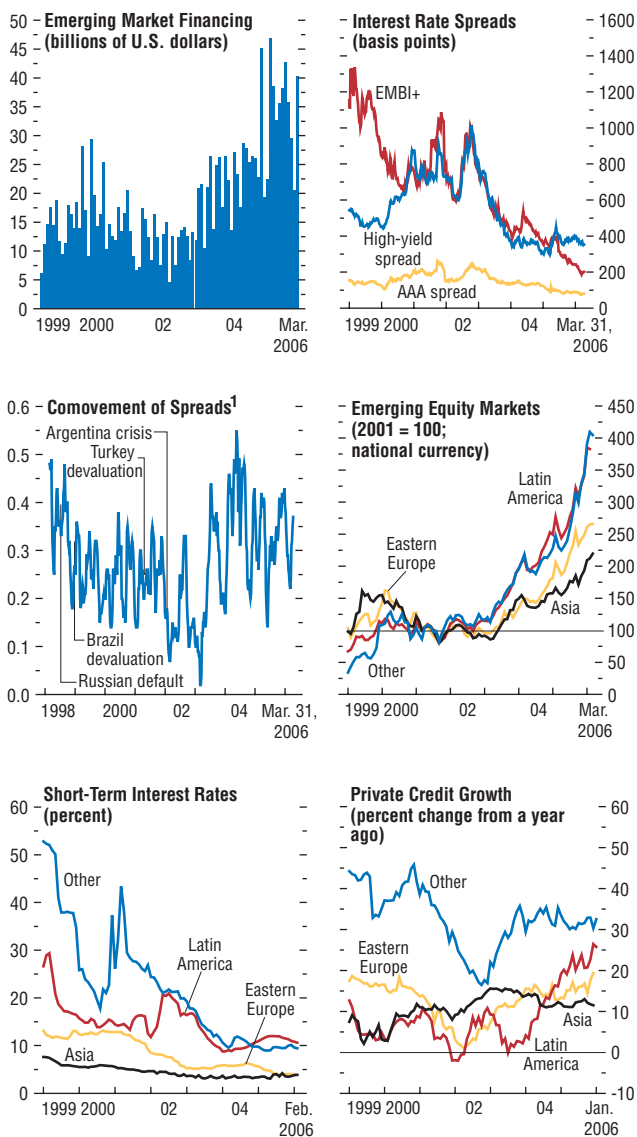 Emerging Market Financing
(billions of U.S. dollars)
50
45
40
35
30
25
20
15
10
5
0
1999 2000 02 04 Mar.
2006
Interest Rate Spreads
(basis points)
1600
1400
1200
1000
800
600
400
200
0
EMBI+
High-yield
spread
AAA spread
1999 2000 02 04 Mar. 31,
2006
Comovement of Spreads1
0.6
0.5
0.4
0.3
0.2
0.1
0.0
Argentina crisis
Turkey
devaluation
Brazil
devaluation
Russian default
1998 2000 02 04 Mar. 31,
2006
Emerging Equity Markets
(2001 = 100;
national currency)
450
400
350
300
250
200
150
100
50
0
Latin
America
Eastern
Europe
Asia
Other
1999 2000 02 04 Mar.
2006
Short-Term Interest Rates
(percent)
60
50
40
30
20
10
0
Other
Latin
America
Eastern
Europe
Asia
1999 2000 02 04 Feb.
2006
Private Credit Growth
(percent change from a year
ago)
60
50
40
30
20
10
0
-10
Other
Eastern
Europe
Asia
Latin
America
1999 2000 02 04 Jan.
2006